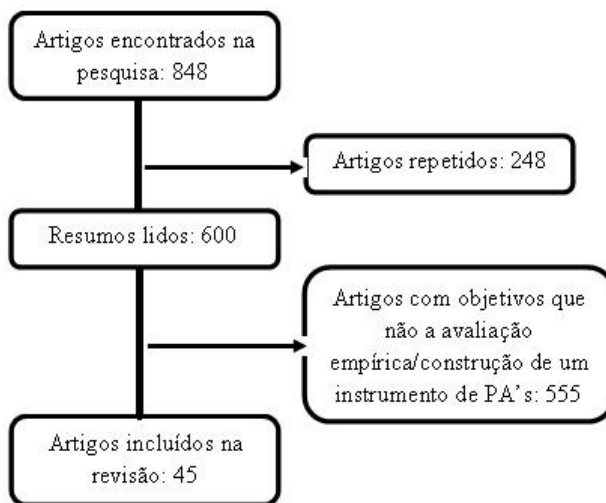 Artigos encontrados na
pesquisa: 848
Artigos repetidos: 248
Resumos lidos: 600
Artigos com objetivos que
não a avaliação
empírica/construção de um
instrumento de PA's: 555
Artigos incluídos na
revisão: 45